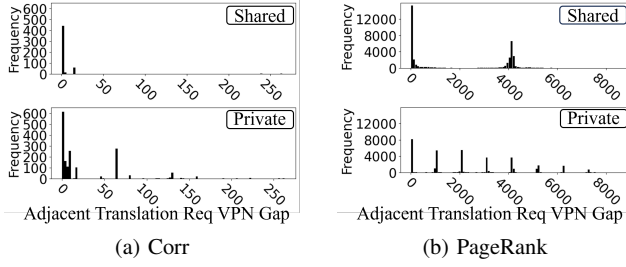 Shared
Frequency
600
500
400
300
200
100
0
0 50 100 150 200 250
Private
Frequency
600
500
400
300
200
100
0
0 50 100 150 200 250
Adjacent Translation Req VPN Gap
(a) Corr
Shared
Frequency
12000
8000
4000
0
0 2000 4000 6000 8000
Private
Frequency
12000
8000
4000
0
0 2000 4000 6000 8000
Adjacent Translation Req VPN Gap
(b) PageRank